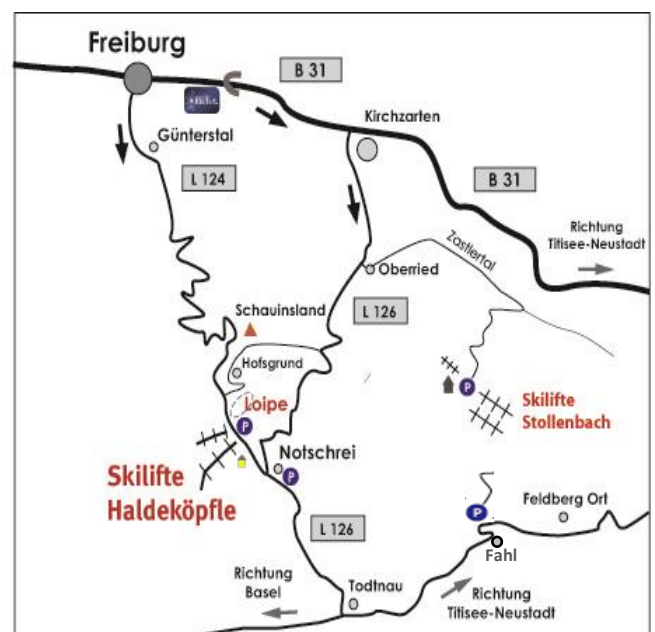 Freiburg
B 31
Kirchzarten
Günterstal
L 124
B 31
Richtung
Titisee-Neustadt
Zastlertal
Oberried
L 126
Schauinsland
Hofsgrund
Loipe
P
P
Skilifte
Stollenbach
Notschrei
P
Skilifte
Haldeköpfle
P
Feldberg Ort
L 126
Fahl
Richtung
Basel
Todtnau
Richtung
Titisee-Neustadt